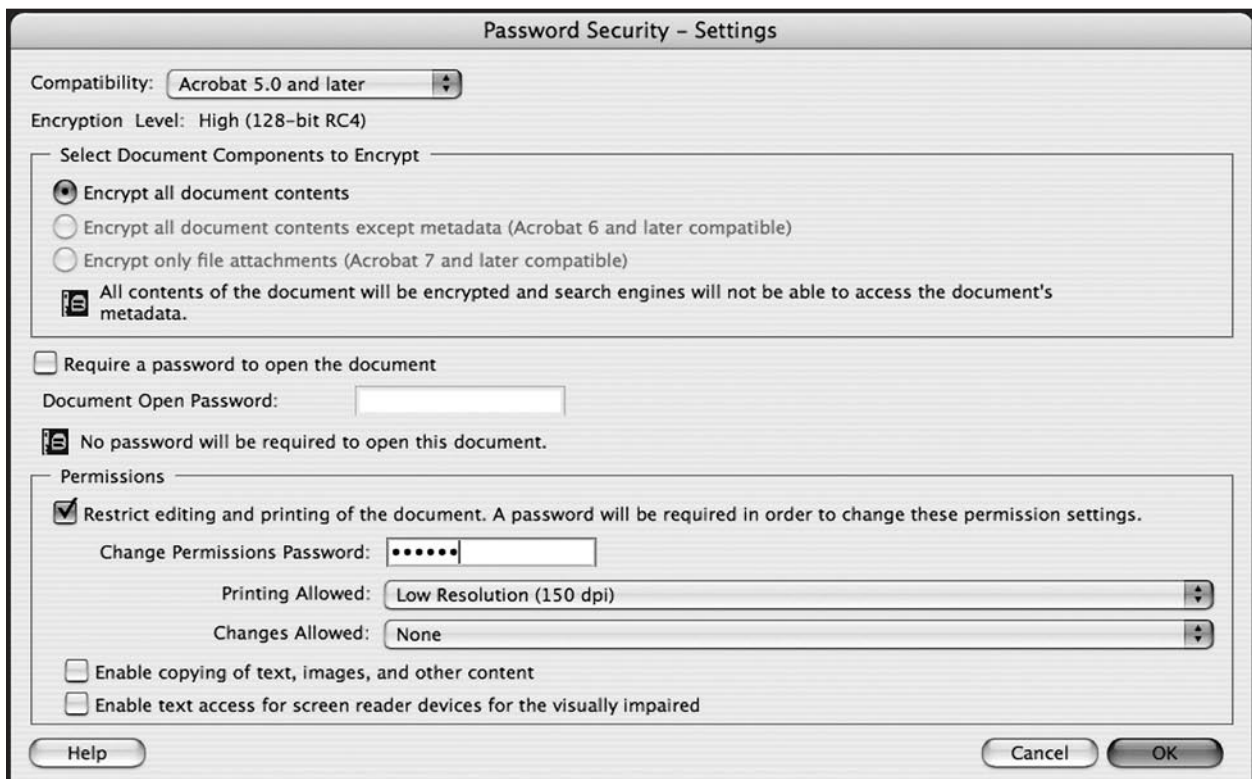 Password Security – Settings
Compatibility: Acrobat 5.0 and later
Encryption Level: High (128-bit RC4)
Select Document Components to Encrypt
Encrypt all document contents
Encrypt all document contents except metadata (Acrobat 6 and later compatible)
Encrypt only file attachments (Acrobat 7 and later compatible)
All contents of the document will be encrypted and search engines will not be able to access the document's
metadata.
Require a password to open the document
Document Open Password:
No password will be required to open this document.
Permissions
Restrict editing and printing of the document. A password will be required in order to change these permission settings.
Change Permissions Password: ••••••
Printing Allowed: Low Resolution (150 dpi)
Changes Allowed: None
Enable copying of text, images, and other content
Enable text access for screen reader devices for the visually impaired
Help Cancel OK